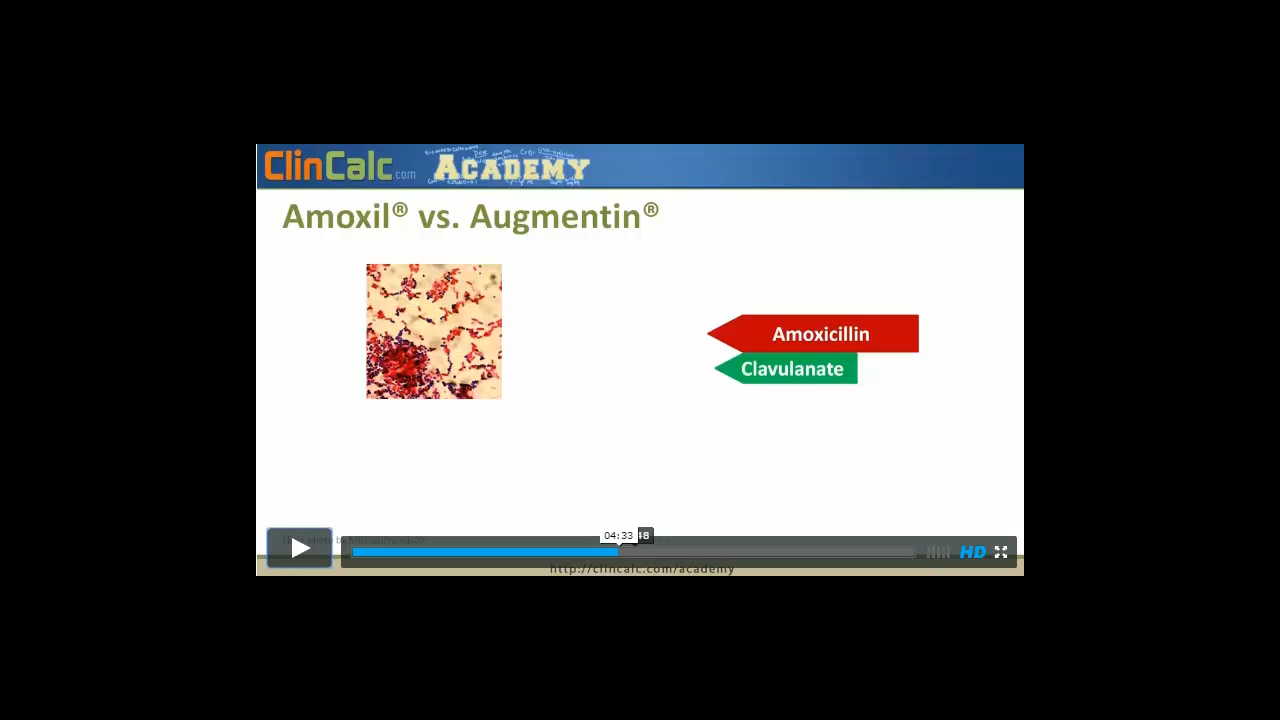 ClinCalc.com ACADEMY
Amoxil® vs. Augmentin®
Amoxicillin
Clavulanate
04:33
HD
http://clincalc.com/academy